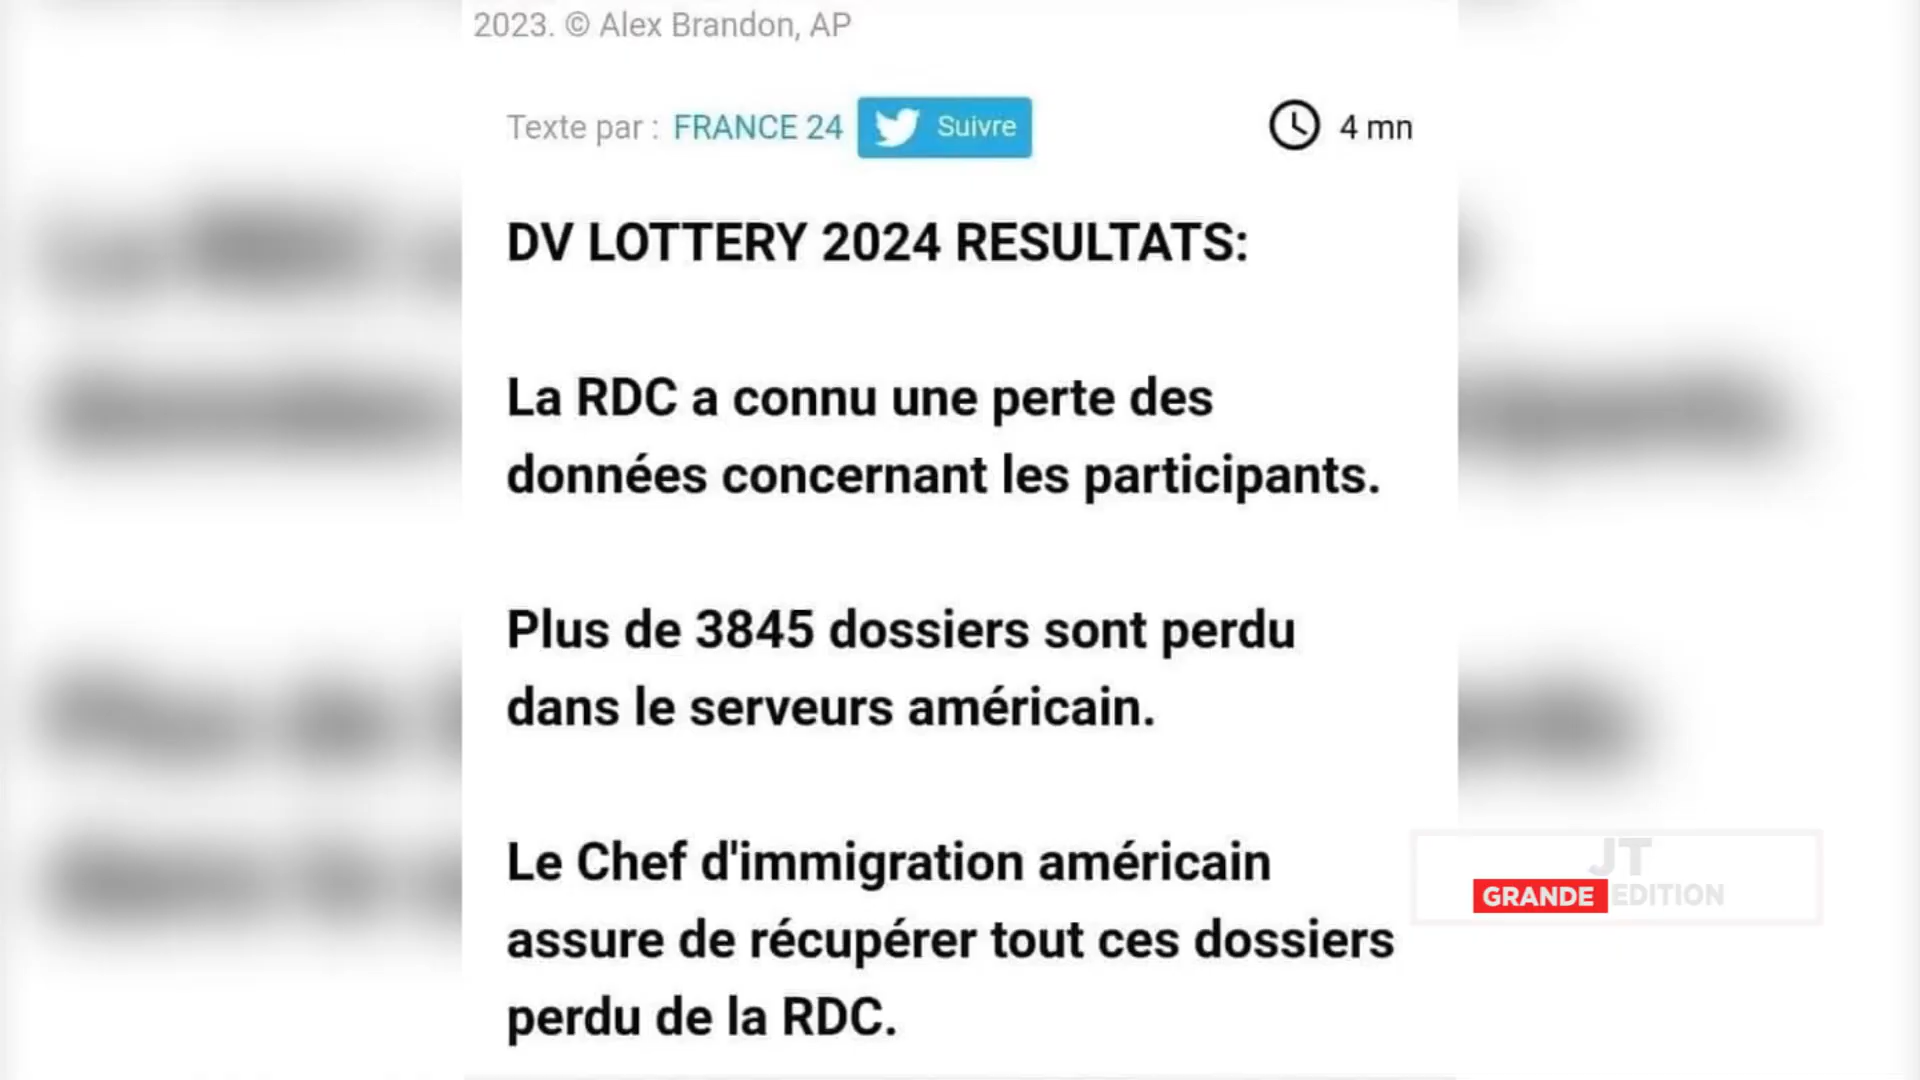 2023. © Alex Brandon, AP
Texte par : FRANCE 24 Suivre 4 mn
DV LOTTERY 2024 RESULTATS:
La RDC a connu une perte des
données concernant les participants.
Plus de 3845 dossiers sont perdu
dans le serveurs américain.
Le Chef d'immigration américain
assure de récupérer tout ces dossiers
perdu de la RDC.
JT
GRANDE EDITION